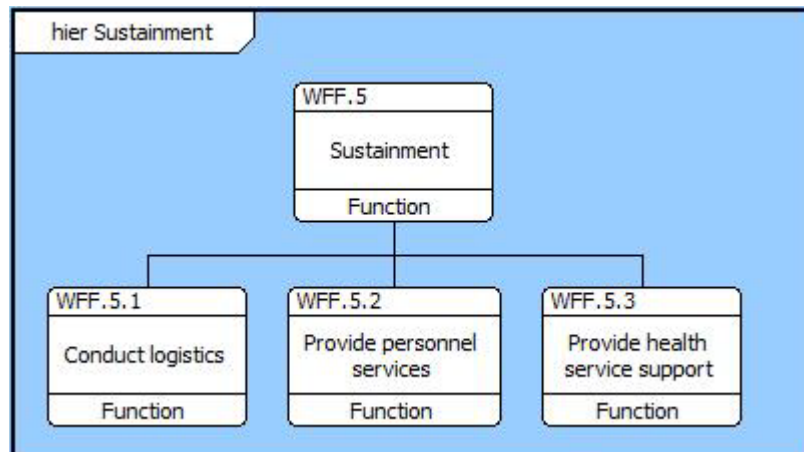 hier Sustainment
WFF.5
Sustainment
Function
WFF.5.1
Conduct logistics
Function
WFF.5.2
Provide personnel
services
Function
WFF.5.3
Provide health
service support
Function